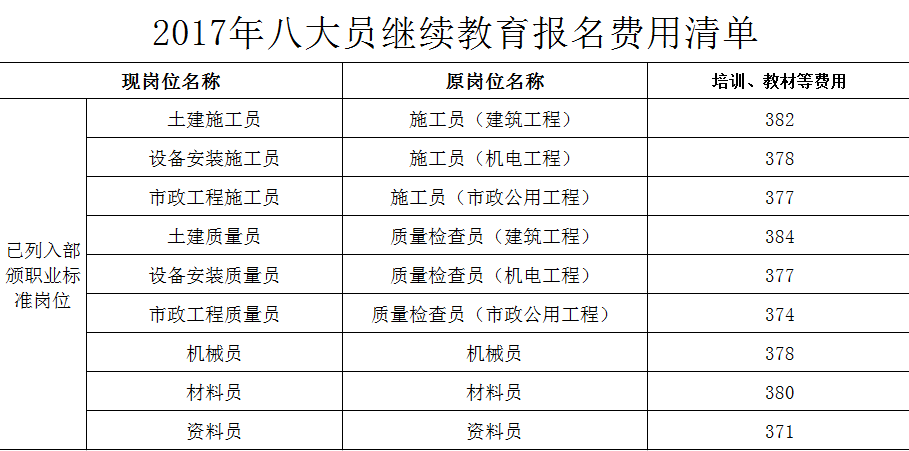 2017年八大员继续教育报名费用清单
现岗位名称 原岗位名称 培训、教材等费用
已列入部
颁职业标
准岗位
土建施工员 施工员（建筑工程） 382
设备安装施工员 施工员（机电工程） 378
市政工程施工员 施工员（市政公用工程） 377
土建质量员 质量检查员（建筑工程） 384
设备安装质量员 质量检查员（机电工程） 377
市政工程质量员 质量检查员（市政公用工程） 374
机械员 机械员 378
材料员 材料员 380
资料员 资料员 371